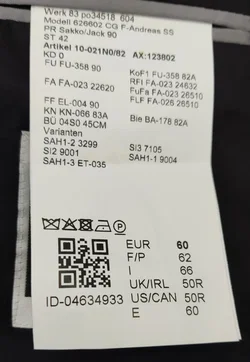 Werk 83 po34518 604
Modell 626602 CG F-Andreas SS
PR Sakko/Jack 90
ST 42
Artikel 10-021N0/82 AX:123802
KD 0
FU FU-358 90 KoF1 FU-358 82A
FA FA-023 22620 RFl FA-023 24632
FuFa FA-023 26510
FLFA FA-026 20510
FF EL-004 90
KN KN-066 83A Bie BA-178 82A
BÜ 04S0 45CM
Varianten
SAH1-2 3299 Si3 7105
Si2 9001 SAH1-1 9004
SAH1-3 ET-035
EUR 60
F/P 62
I 66
UK/IRL 50R
US/CAN 50R
E 60
ID-04634933